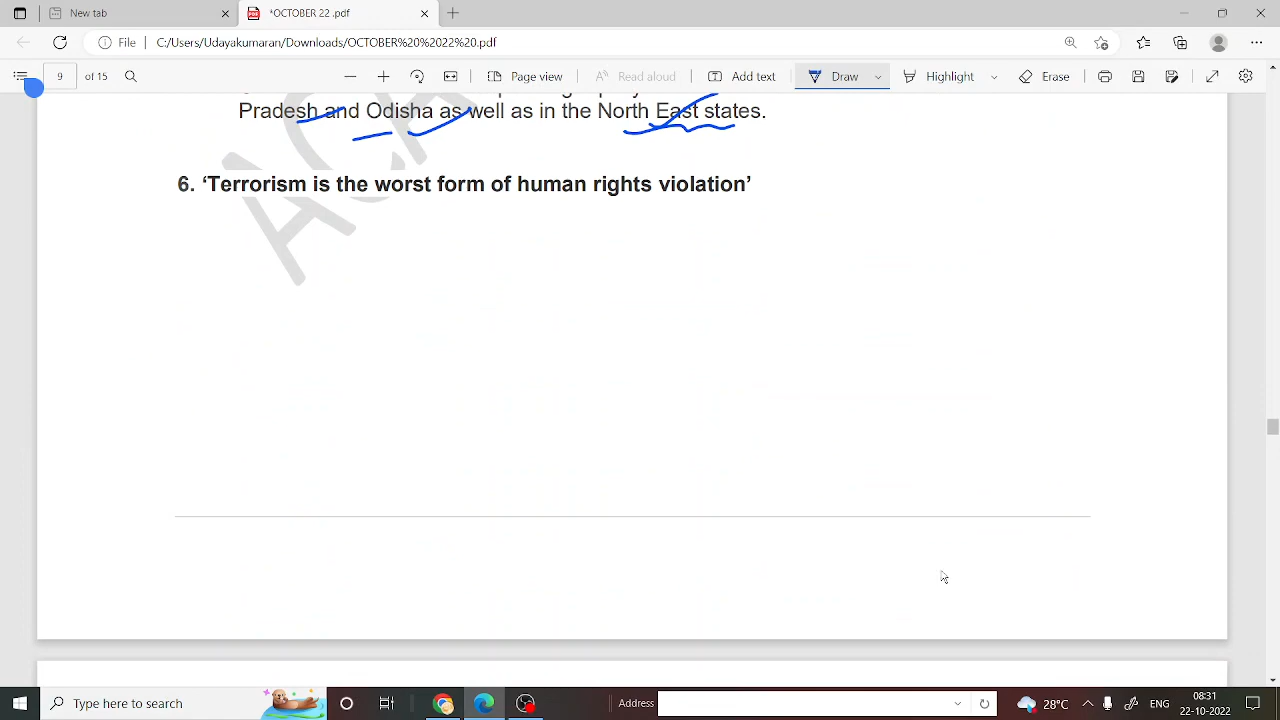 New tab
*OCTOBER 22 .pdf
File
C:/Users/Udayakumaran/Downloads/OCTOBER%20%2022%20.pdf
9 of 15
Page view
Read aloud
Add text
Draw
Highlight
Erase
Pradesh and Odisha as well as in the North East states.
6. ‘Terrorism is the worst form of human rights violation’
Type here to search
Address
28°C
ENG
08:31
22-10-2022